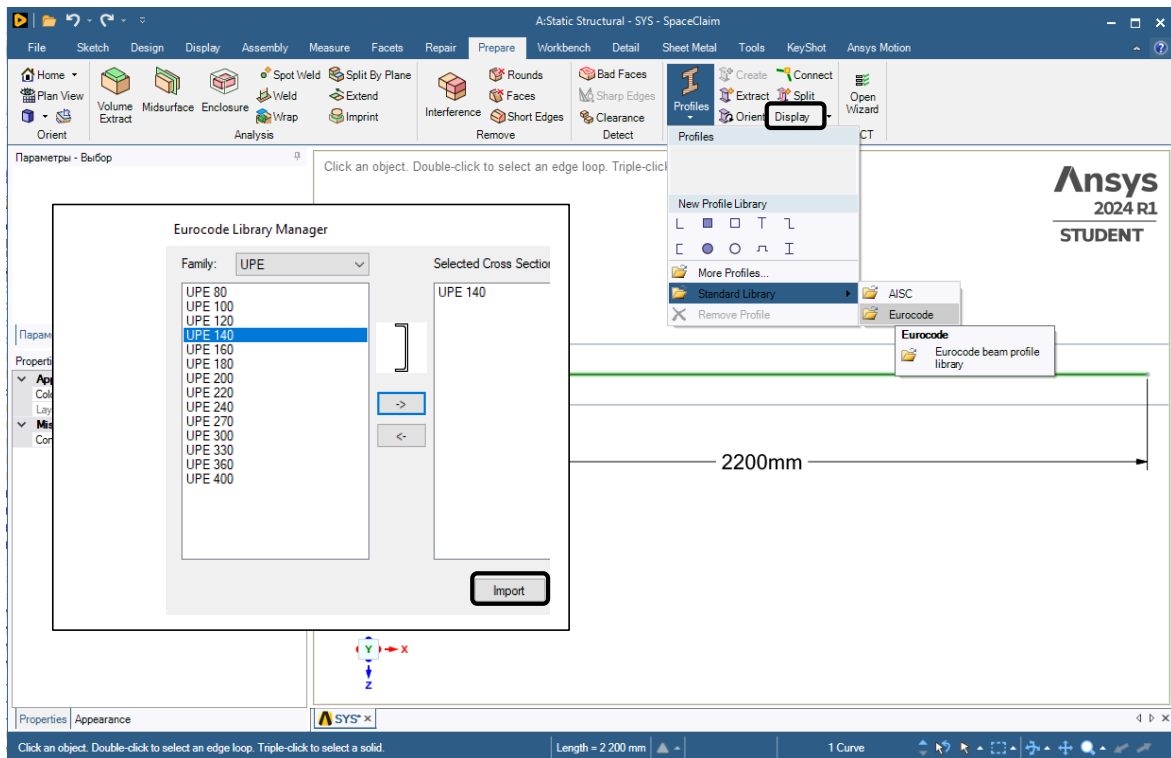 A:Static Structural - SYS - SpaceClaim
File Sketch Design Display Assembly Measure Facets Repair Prepare Workbench Detail Sheet Metal Tools KeyShot Ansys Motion
Home
Plan View
Orient
Volume Extract
Midsurface
Enclosure
Spot Weld
Weld
Wrap
Split By Plane
Extend
Imprint
Analysis
Interference
Rounds
Faces
Short Edges
Remove
Bad Faces
Sharp Edges
Clearance
Detect
Profiles
Create
Extract
Orient
Connect
Split
Display
Open Wizard
CT
Параметры - Выбор
Click an object. Double-click to select an edge loop. Triple-clic
Profiles
New Profile Library
More Profiles...
Standard Library
Remove Profile
AISC
Eurocode
Eurocode
Eurocode beam profile
library
Ansys
2024 R1
STUDENT
Eurocode Library Manager
Family: UPE
Selected Cross Section
UPE 80
UPE 100
UPE 120
UPE 140
UPE 160
UPE 180
UPE 200
UPE 220
UPE 240
UPE 270
UPE 300
UPE 330
UPE 360
UPE 400
UPE 140
->
<-
Import
Парам
Properti
Ap
Colo
Lay
Mis
Cor
2200mm
Y X
Z
Properties Appearance
SYS*
Click an object. Double-click to select an edge loop. Triple-click to select a solid.
Length = 2 200 mm
1 Curve